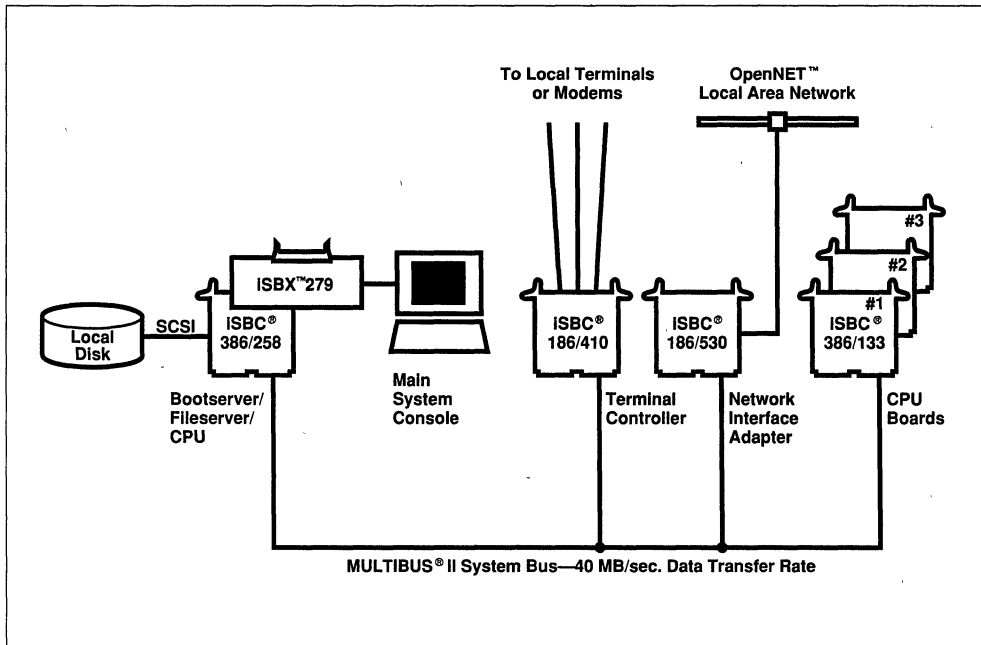 To Local Terminals
or Modems
OpenNET™
Local Area Network
#3
#2
#1
iSBX™279
SCSI
Local
Disk
iSBC®
386/258
iSBC®
186/410
iSBC®
186/530
iSBC®
386/133
Bootserver/
Fileserver/
CPU
Main
System
Console
Terminal
Controller
Network
Interface
Adapter
CPU
Boards
MULTIBUS® II System Bus—40 MB/sec. Data Transfer Rate